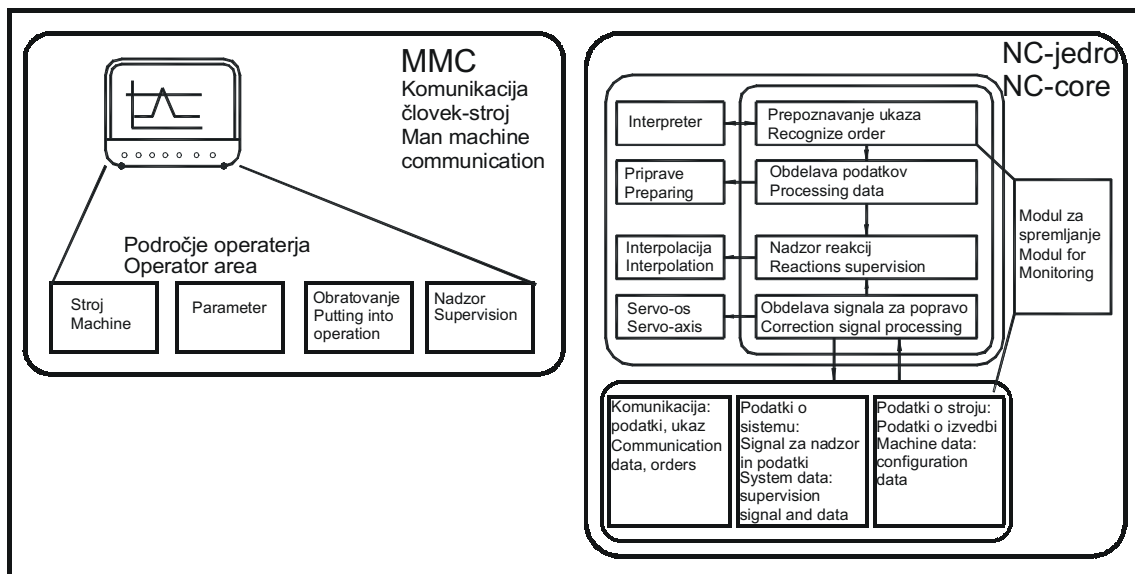 MMC
Komunikacija
človek-stroj
Man machine
communication
Področje operaterja
Operator area
Stroj
Machine
Parameter
Obratovanje
Putting into
operation
Nadzor
Supervision
NC-jedro
NC-core
Interpreter
Prepoznavanje ukaza
Recognize order
Priprave
Preparing
Obdelava podatkov
Processing data
Interpolacija
Interpolation
Nadzor reakcij
Reactions supervision
Servo-os
Servo-axis
Obdelava signala za popravo
Correction signal processing
Modul za
spremljanje
Modul for
Monitoring
Komunikacija:
podatki, ukaz
Communication
data, orders
Podatki o
sistemu:
Signal za nadzor
in podatki
System data:
supervision
signal and data
Podatki o stroju:
Podatki o izvedbi
Machine data:
configuration
data